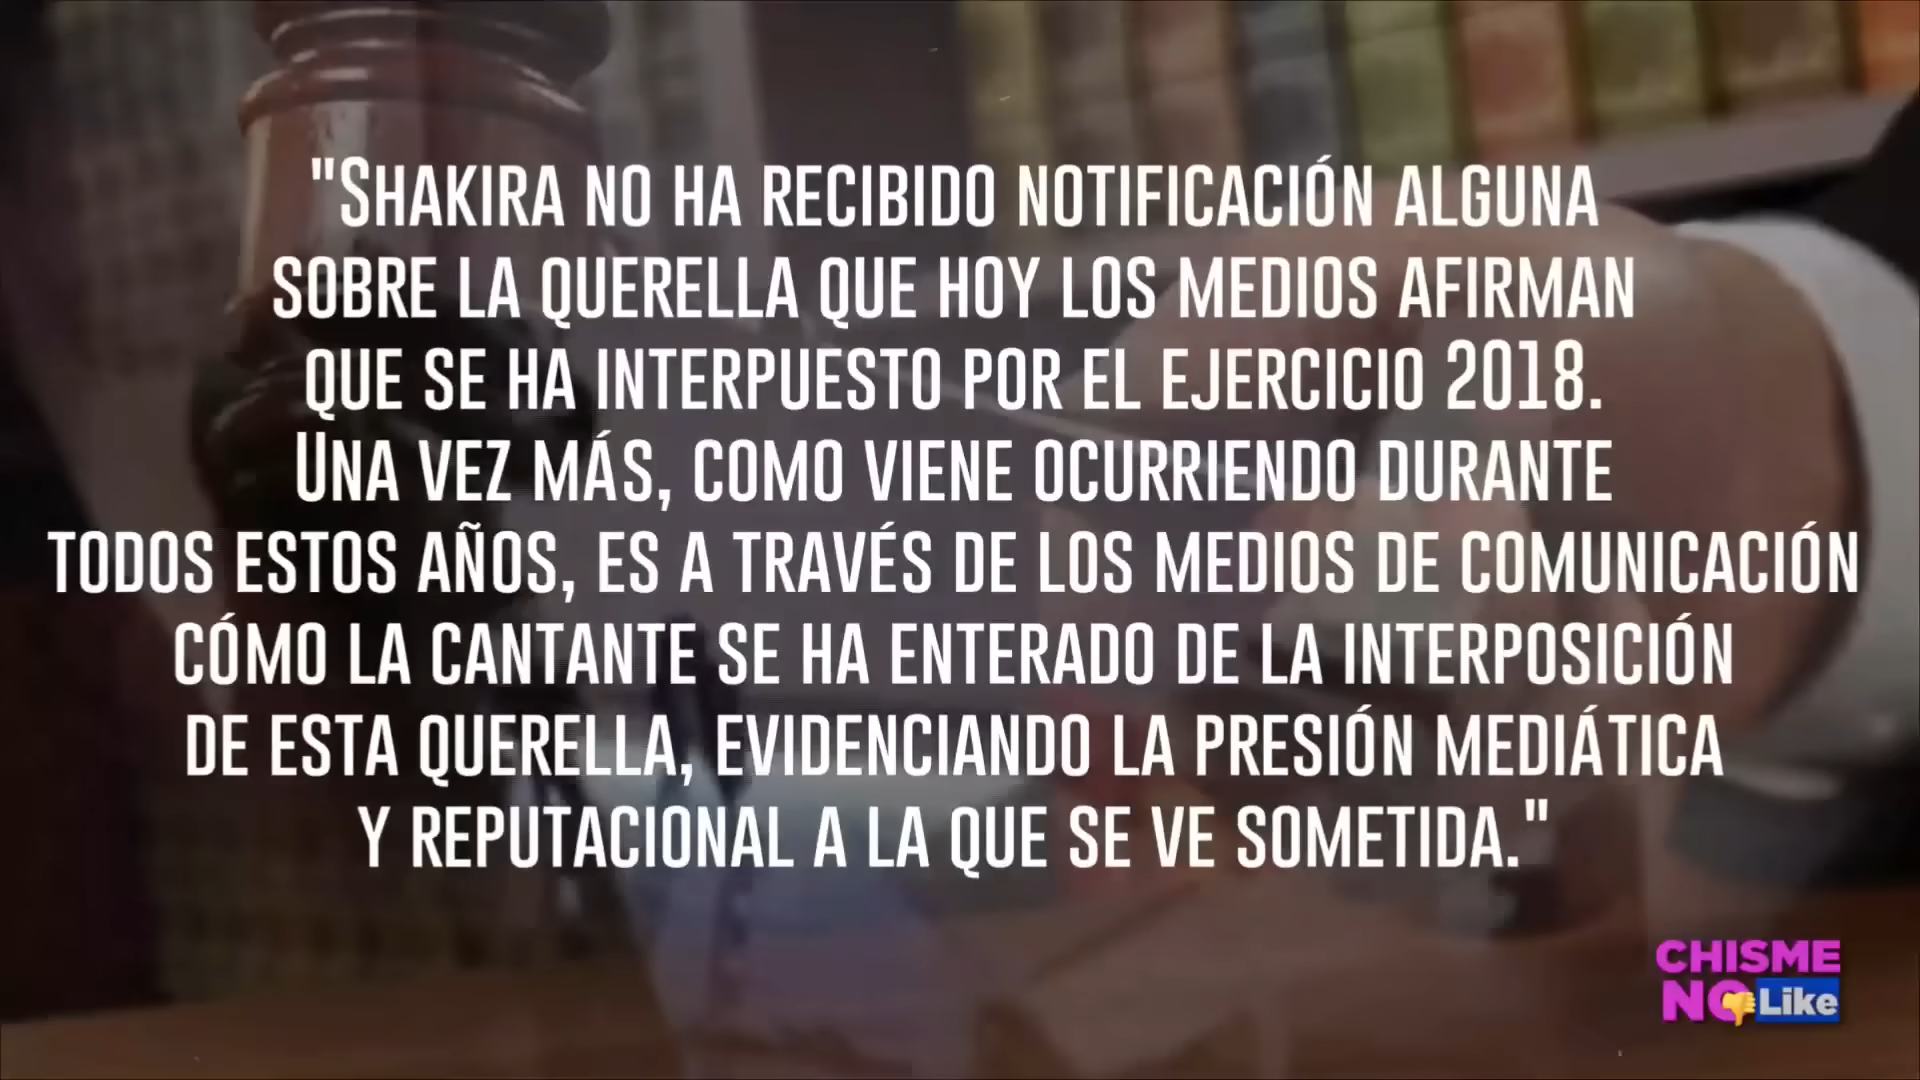 "Shakira no ha recibido notificación alguna
sobre la querella que hoy los medios afirman
que se ha interpuesto por el ejercicio 2018.
Una vez más, como viene ocurriendo durante
todos estos años, es a través de los medios de comunicación
cómo la cantante se ha enterado de la interposición
de esta querella, evidenciando la presión mediática
y reputacional a la que se ve sometida."
CHISME
NO Like